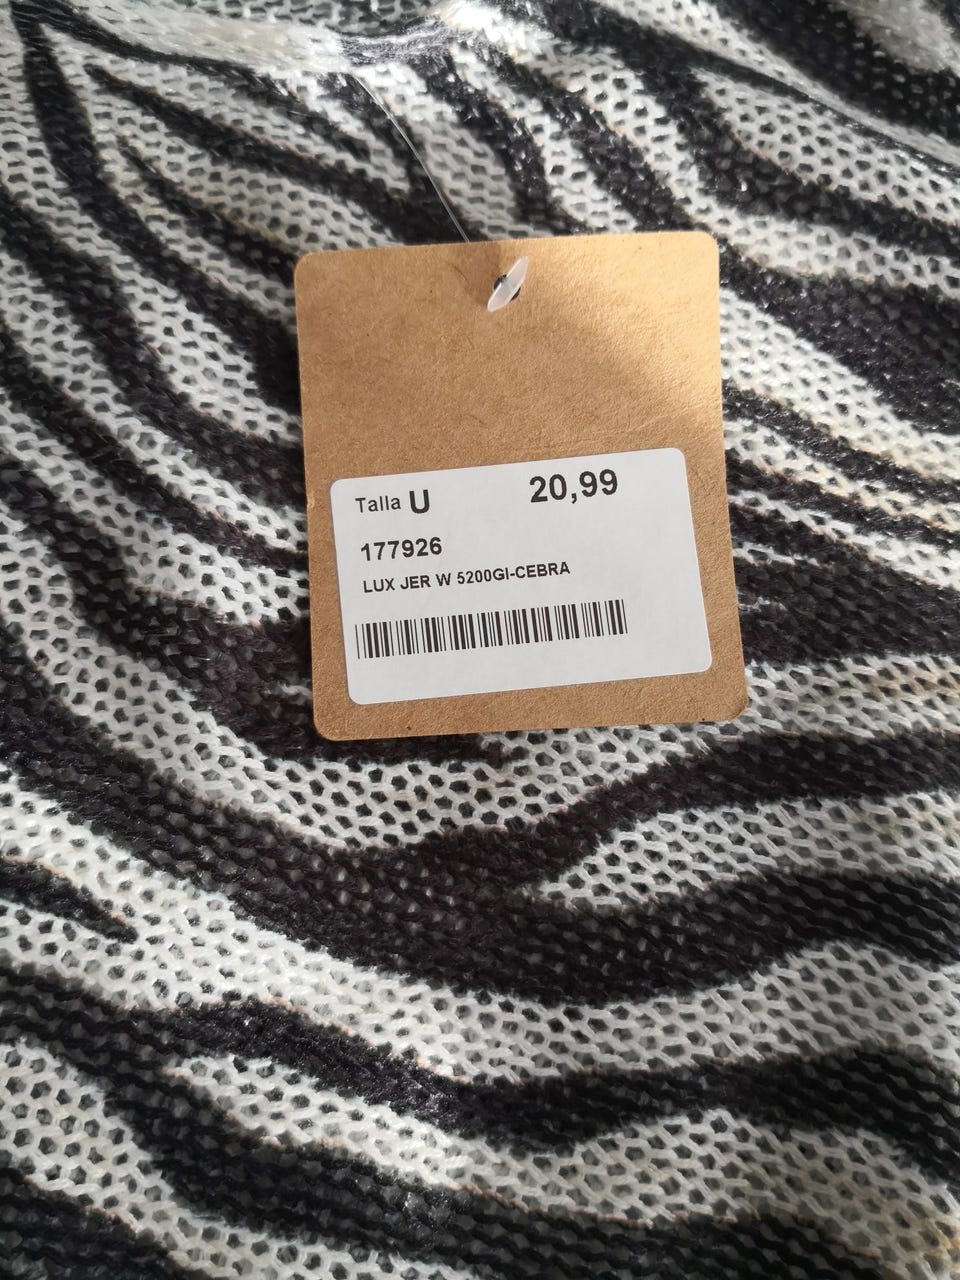 Talla U 20,99
177926
LUX JER W 5200GI-CEBRA